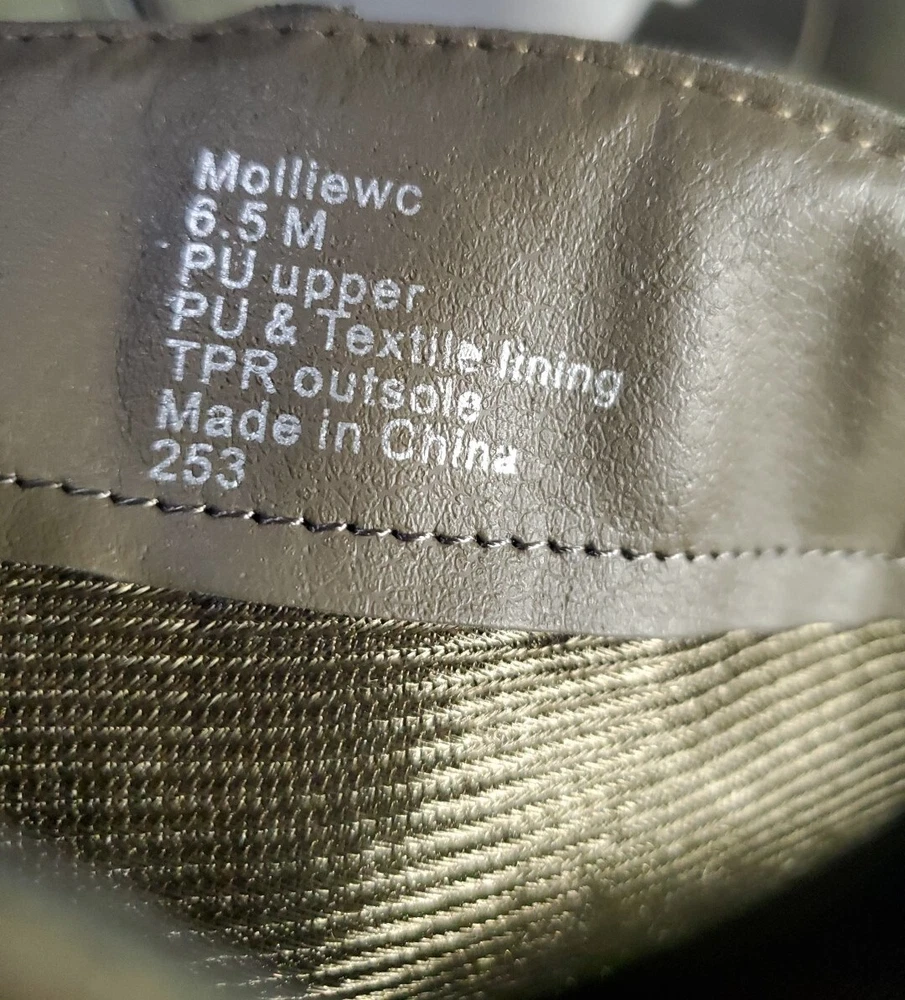 Molliewc
6.5 M
PU upper
PU & Textile lining
TPR outsole
Made in China
253